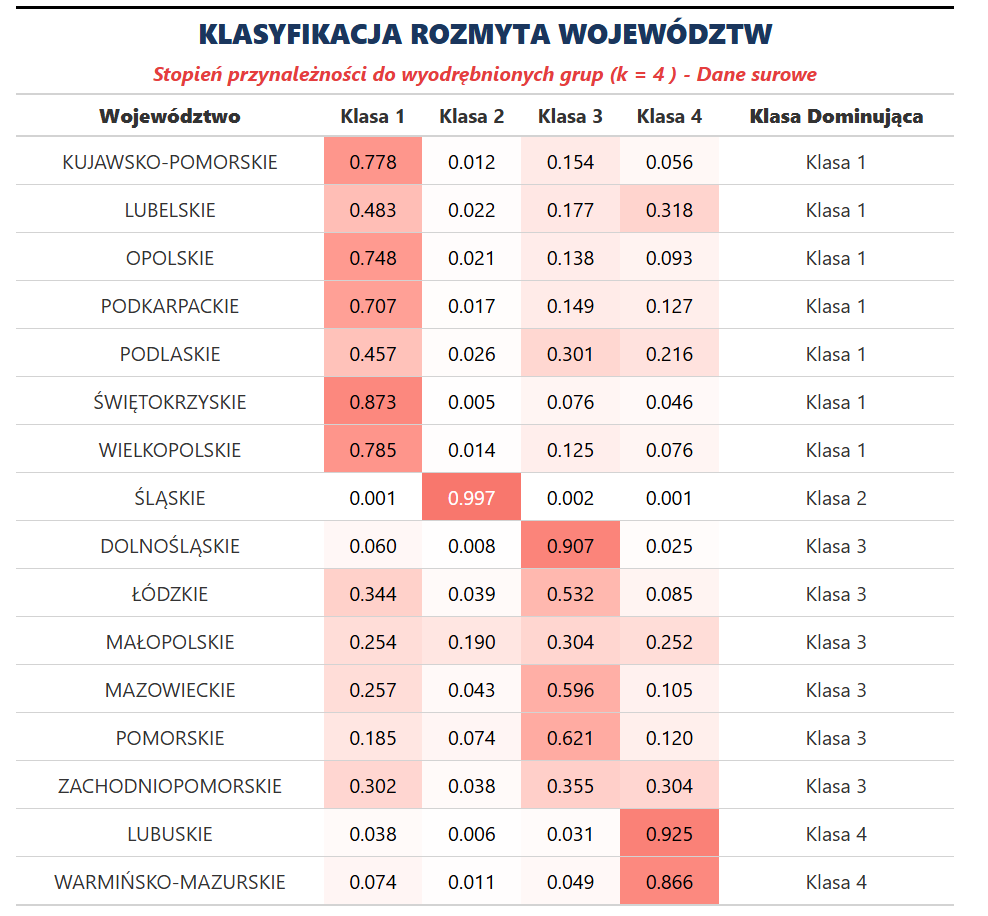 KLASYFIKACJA ROZMYTA WOJEWÓDZTW
Stopień przynależności do wyodrębnionych grup (k = 4 ) - Dane surowe
Województwo Klasa 1 Klasa 2 Klasa 3 Klasa 4 Klasa Dominująca
KUJAWSKO-POMORSKIE 0.778 0.012 0.154 0.056 Klasa 1
LUBELSKIE 0.483 0.022 0.177 0.318 Klasa 1
OPOLSKIE 0.748 0.021 0.138 0.093 Klasa 1
PODKARPACKIE 0.707 0.017 0.149 0.127 Klasa 1
PODLASKIE 0.457 0.026 0.301 0.216 Klasa 1
ŚWIĘTOKRZYSKIE 0.873 0.005 0.076 0.046 Klasa 1
WIELKOPOLSKIE 0.785 0.014 0.125 0.076 Klasa 1
ŚLĄSKIE 0.001 0.997 0.002 0.001 Klasa 2
DOLNOŚLĄSKIE 0.060 0.008 0.907 0.025 Klasa 3
ŁÓDZKIE 0.344 0.039 0.532 0.085 Klasa 3
MAŁOPOLSKIE 0.254 0.190 0.304 0.252 Klasa 3
MAZOWIECKIE 0.257 0.043 0.596 0.105 Klasa 3
POMORSKIE 0.185 0.074 0.621 0.120 Klasa 3
ZACHODNIOPOMORSKIE 0.302 0.038 0.355 0.304 Klasa 3
LUBUSKIE 0.038 0.006 0.031 0.925 Klasa 4
WARMIŃSKO-MAZURSKIE 0.074 0.011 0.049 0.866 Klasa 4